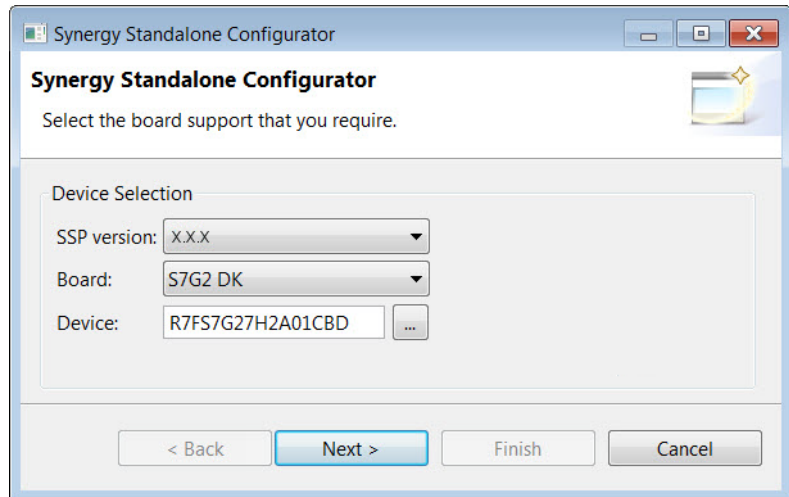 Synergy Standalone Configurator
Synergy Standalone Configurator
Select the board support that you require.
Device Selection
SSP version: X.X.X
Board: S7G2 DK
Device: R7FS7G27H2A01CBD ...
< Back Next > Finish Cancel